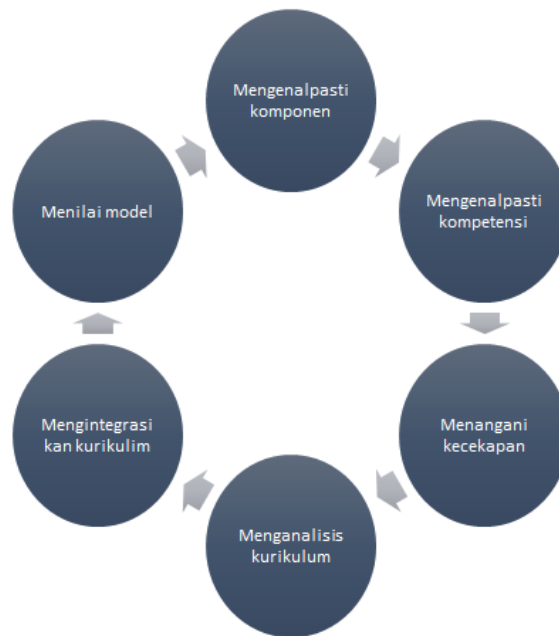 Mengenalpasti
komponen
Mengenalpasti
kompetensi
Menangani
kecekapan
Menganalisis
kurikulum
Mengintegrasi
kan kurikulim
Menilai model